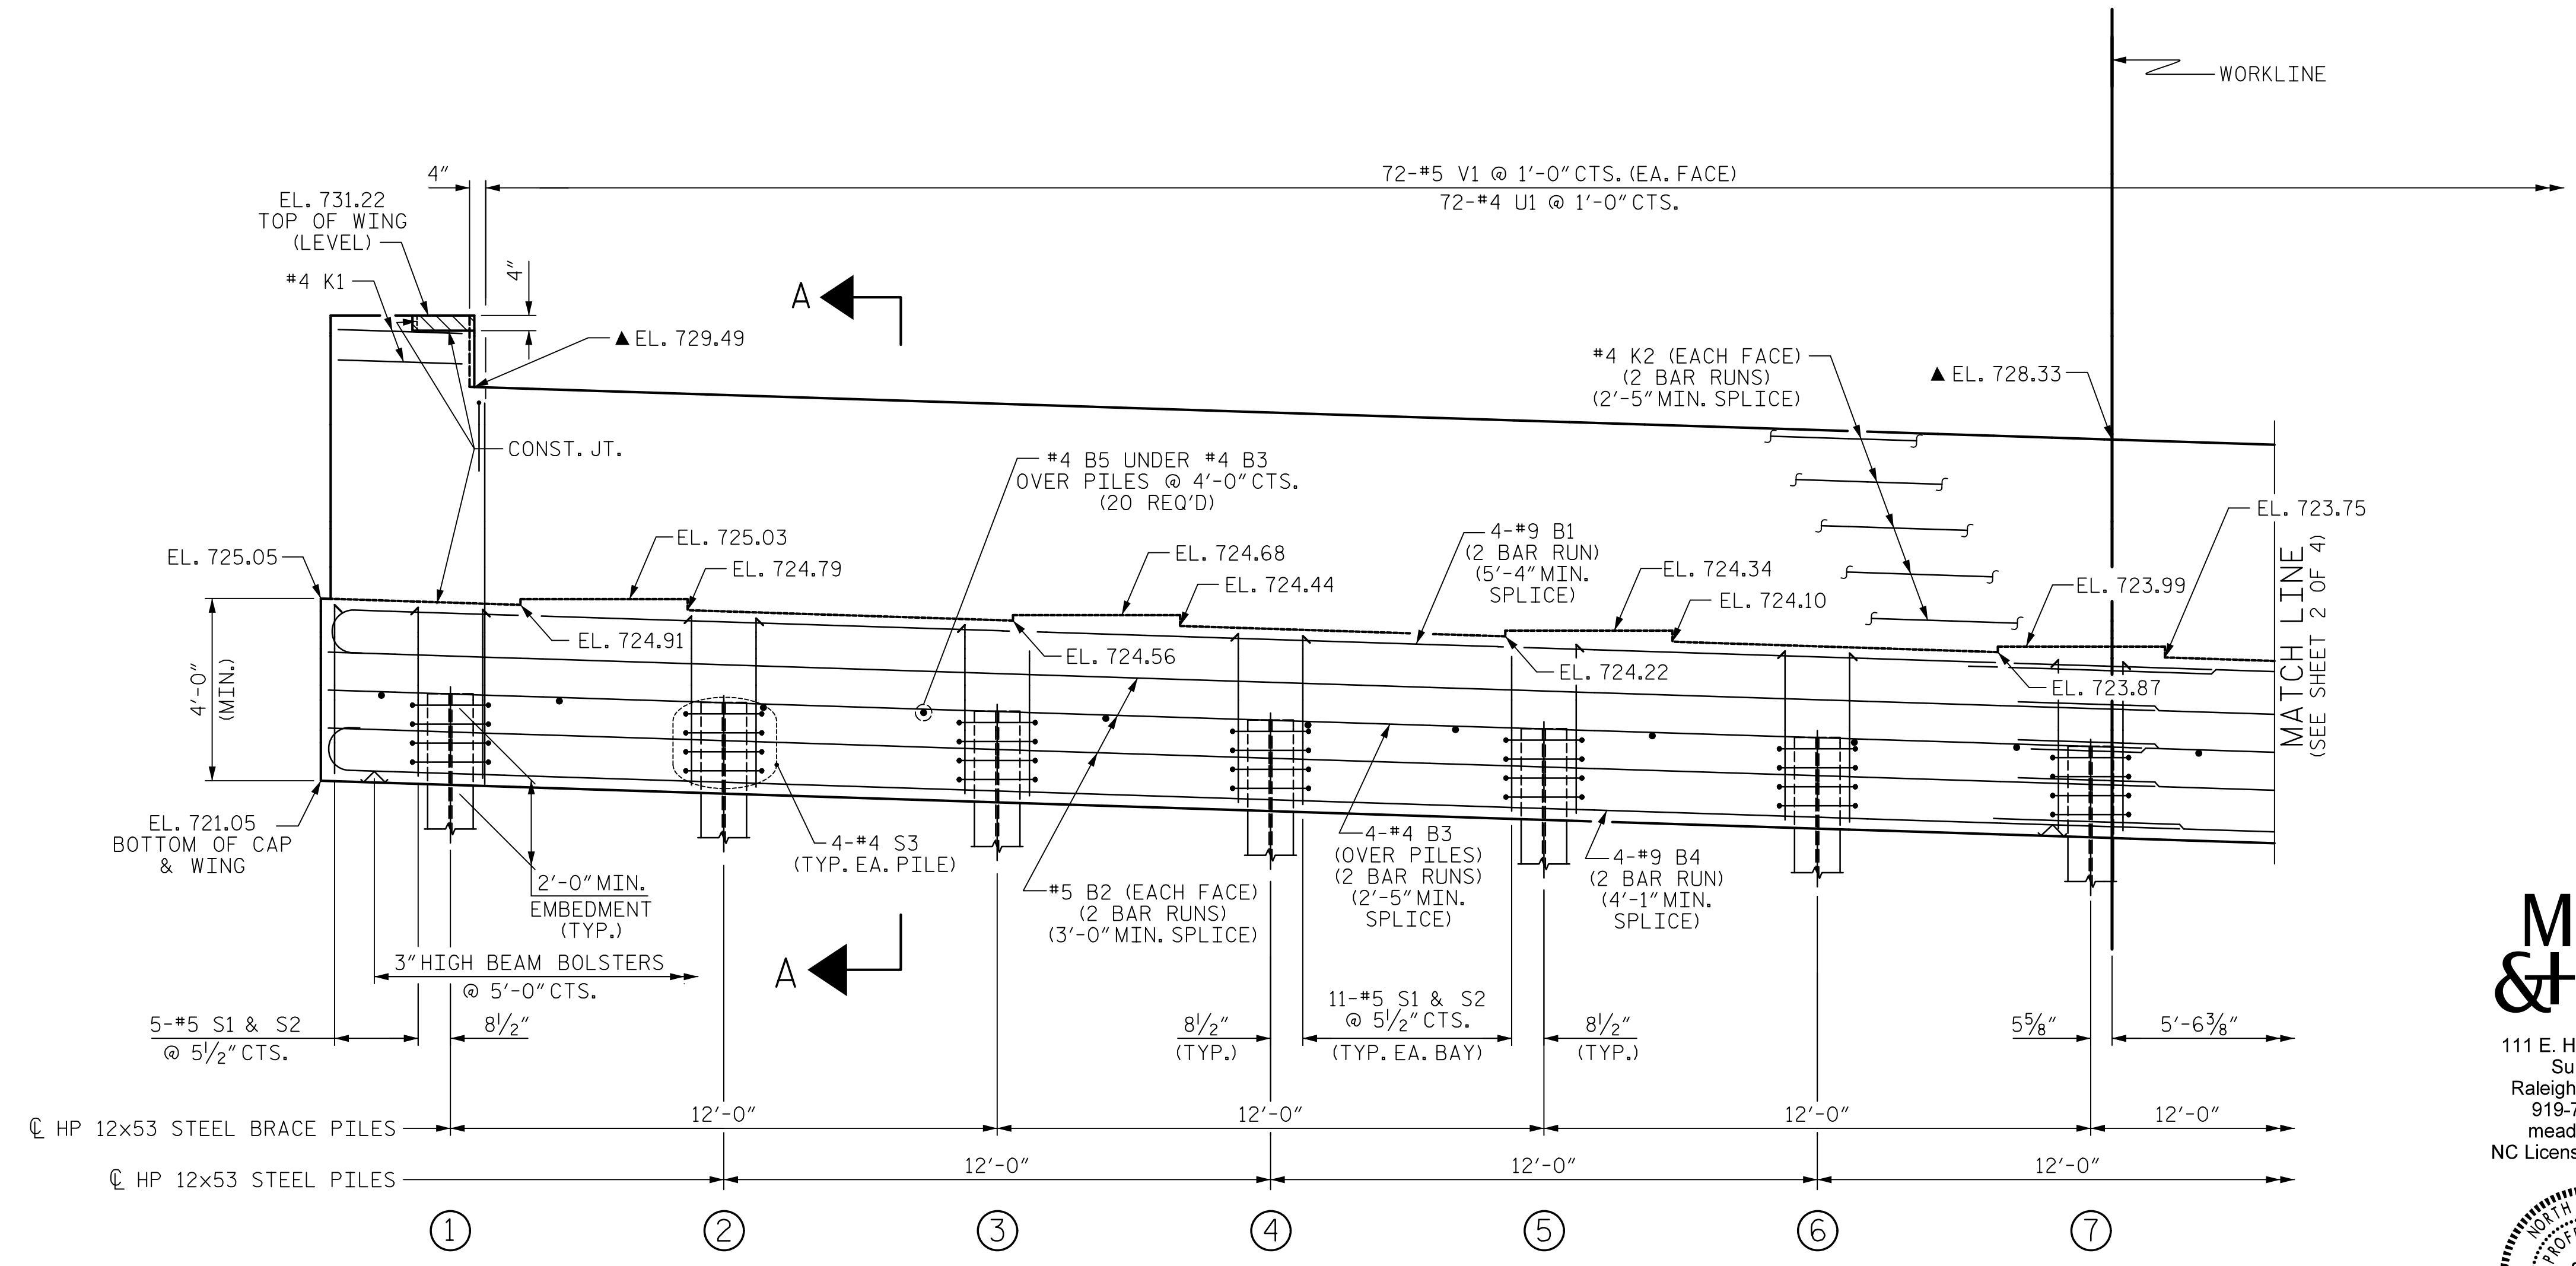 WORKLINE
4"
72-#5 V1 @ 1'-0" CTS. (EA. FACE)
72-#4 U1 @ 1'-0" CTS.
EL. 731.22
TOP OF WING
(LEVEL)
#4 K1
4"
A
▲ EL. 729.49
#4 K2 (EACH FACE)
(2 BAR RUNS)
(2'-5" MIN. SPLICE)
▲ EL. 728.33
CONST. JT.
#4 B5 UNDER #4 B3
OVER PILES @ 4'-0" CTS.
(20 REQ'D)
EL. 723.75
EL. 725.05
EL. 725.03
EL. 724.79
EL. 724.68
EL. 724.44
4-#9 B1
(2 BAR RUN)
(5'-4" MIN.
SPLICE)
EL. 724.34
EL. 724.10
EL. 723.99
EL. 724.91
EL. 724.56
EL. 724.22
EL. 723.87
MATCH LINE
(SEE SHEET 2 OF 4)
4'-0"
(MIN.)
EL. 721.05
BOTTOM OF CAP
& WING
2'-0" MIN.
EMBEDMENT
(TYP.)
4-#4 S3
(TYP. EA. PILE)
#5 B2 (EACH FACE)
(2 BAR RUNS)
(3'-0" MIN. SPLICE)
4-#4 B3
(OVER PILES)
(2 BAR RUNS)
(2'-5" MIN.
SPLICE)
4-#9 B4
(2 BAR RUN)
(4'-1" MIN.
SPLICE)
3" HIGH BEAM BOLSTERS
@ 5'-0" CTS.
A
5-#5 S1 & S2
@ 5½" CTS.
8½"
8½"
(TYP.)
11-#5 S1 & S2
@ 5½" CTS.
(TYP. EA. BAY)
8½"
(TYP.)
5⅝"
5'-6⅜"
℄ HP 12x53 STEEL BRACE PILES
12'-0"
12'-0"
12'-0"
12'-0"
℄ HP 12x53 STEEL PILES
12'-0"
12'-0"
12'-0"
1
2
3
4
5
6
7
M
&
111 E. H
Su
Raleigh
919-7
mead
NC Licens
NORTH
PROF